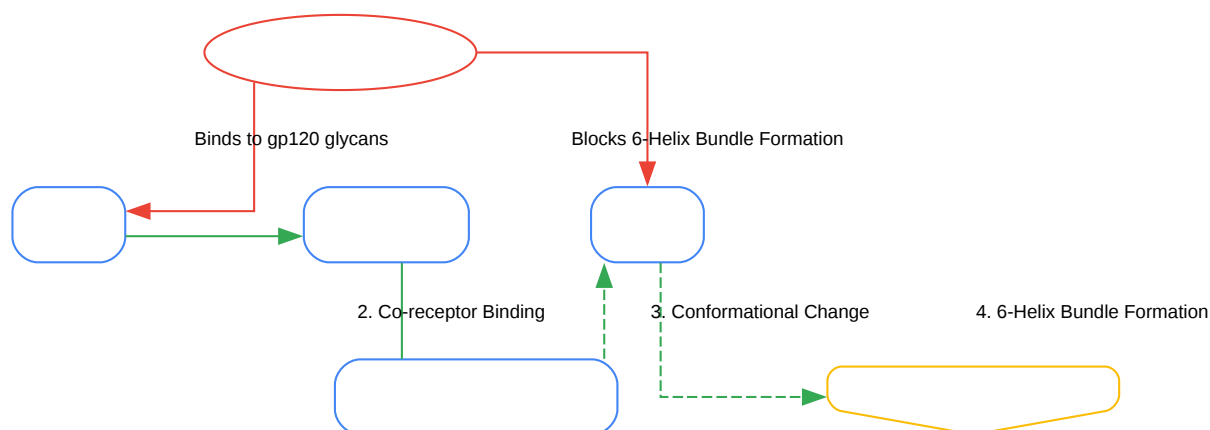 Binds to gp120 glycans
Blocks 6-Helix Bundle Formation
2. Co-receptor Binding
3. Conformational Change
4. 6-Helix Bundle Formation